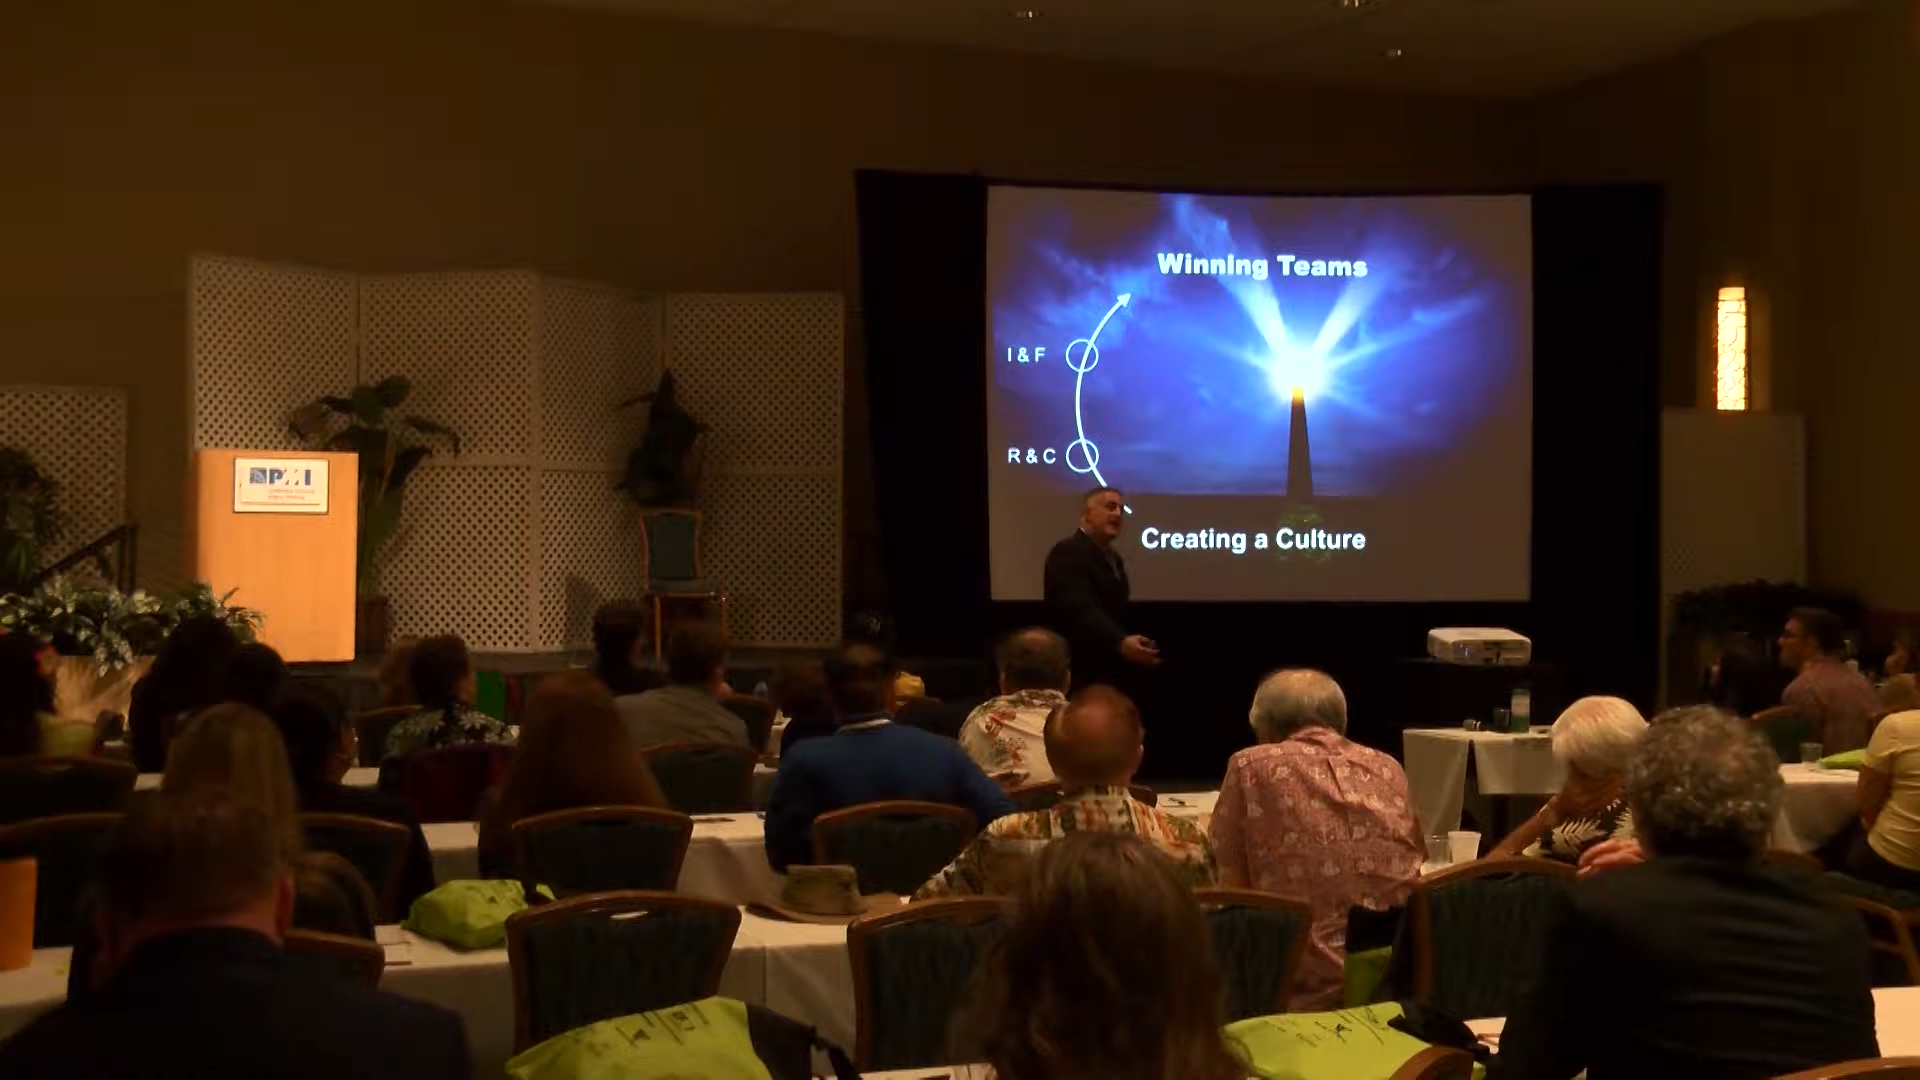 Winning Teams
I & F
R & C
Creating a Culture
PMI